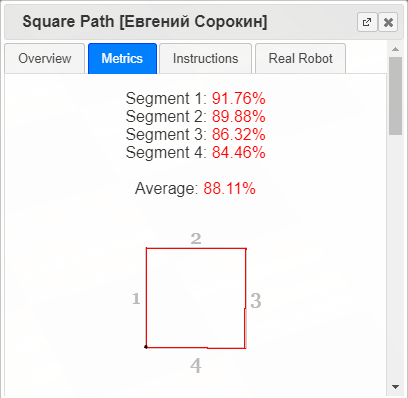 Square Path [Евгений Сорокин]
Overview Metrics Instructions Real Robot
Segment 1: 91.76%
Segment 2: 89.88%
Segment 3: 86.32%
Segment 4: 84.46%
Average: 88.11%
2
1 3
4